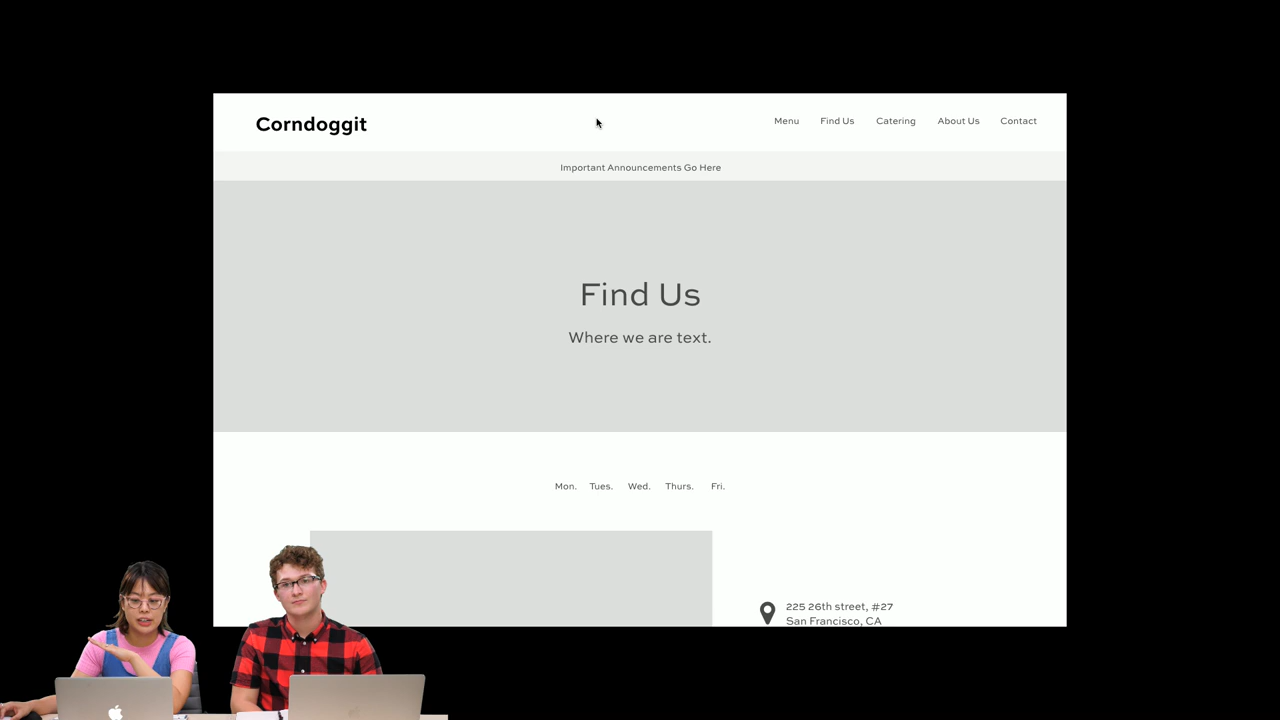 Corndoggit
Menu Find Us Catering About Us Contact
Important Announcements Go Here
Find Us
Where we are text.
Mon. Tues. Wed. Thurs. Fri.
225 26th street, #27
San Francisco, CA